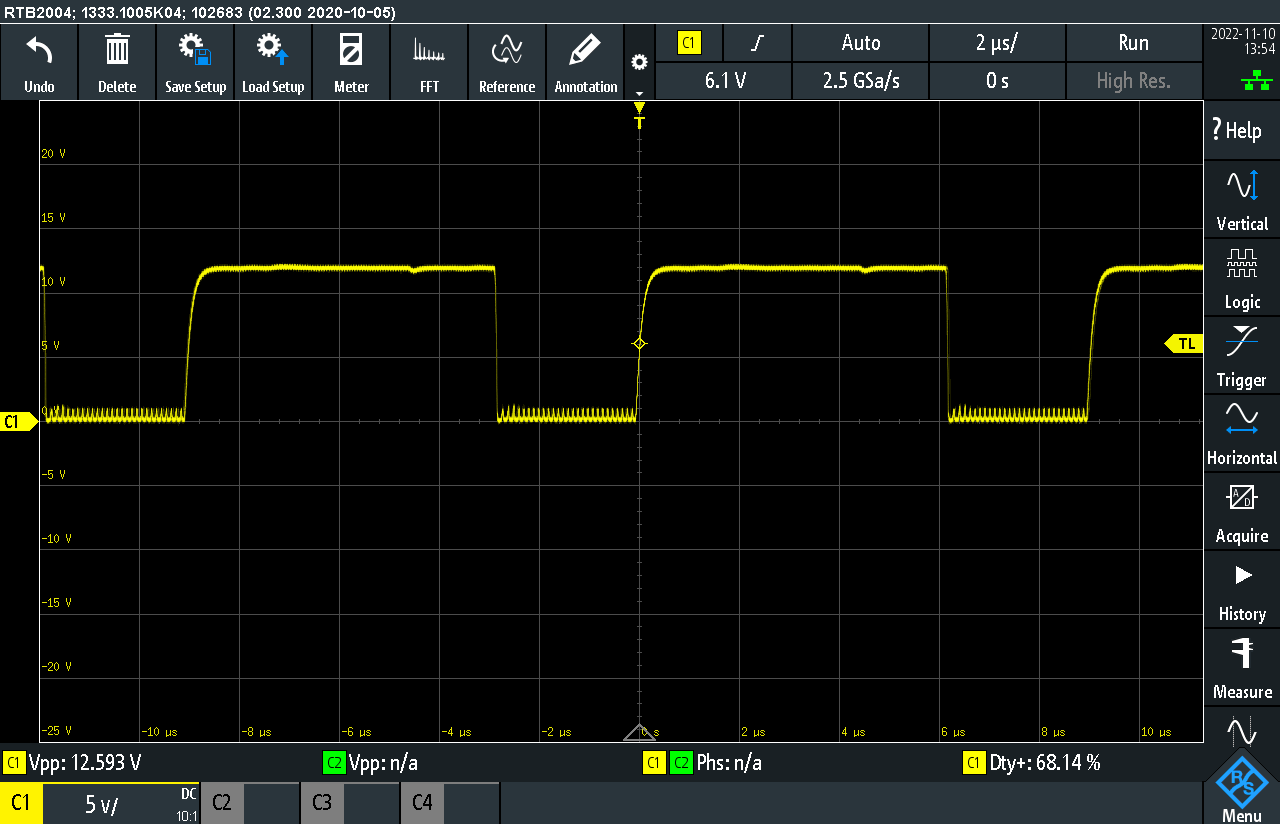 RTB2004; 1333.1005K04; 102683 (02.300 2020-10-05)
Undo Delete Save Setup Load Setup Meter FFT Reference Annotation
C1 Auto 2 µs/ Run
6.1 V 2.5 GSa/s 0 s High Res.
2022-11-10
13:54
T
20 V
15 V
10 V
5 V
0 V
-5 V
-10 V
-15 V
-20 V
-25 V
C1
TL
-10 µs -8 µs -6 µs -4 µs -2 µs 0 s 2 µs 4 µs 6 µs 8 µs 10 µs
? Help
Vertical
Logic
Trigger
Horizontal
A/D
Acquire
History
Measure
R&S
Menu
C1 Vpp: 12.593 V C2 Vpp: n/a C1 C2 Phs: n/a C1 Dty+: 68.14 %
C1 5 V/ DC 10:1 C2 C3 C4